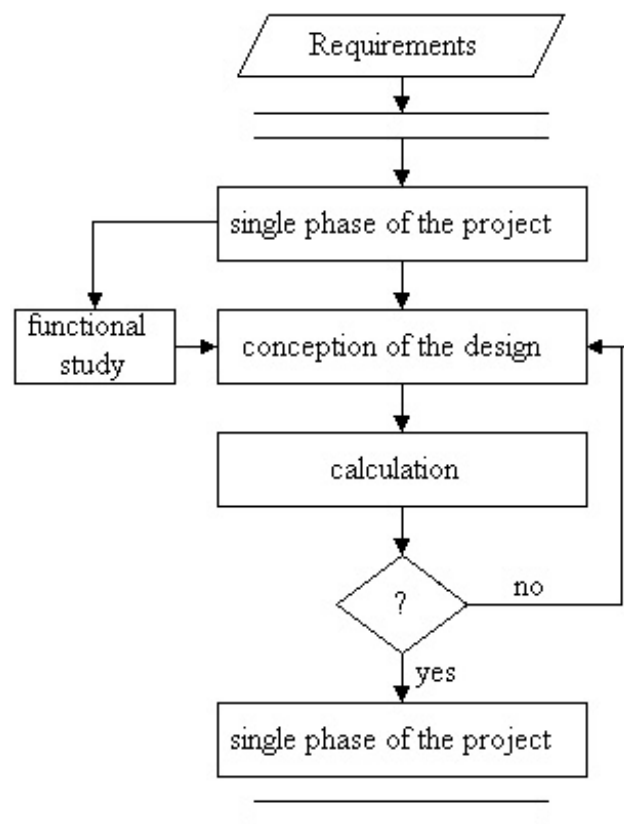 Requirements
single phase of the project
functional
study
conception of the design
calculation
?
no
yes
single phase of the project